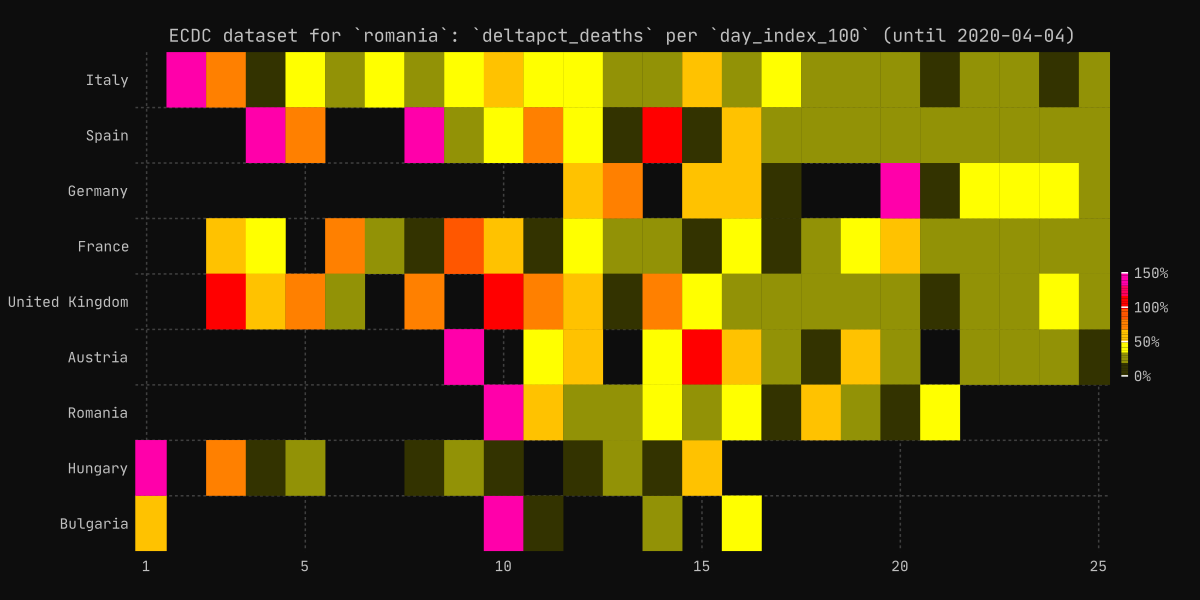 ECDC dataset for `romania`: `deltapct_deaths` per `day_index_100` (until 2020-04-04)
Italy
Spain
Germany
France
United Kingdom
Austria
Romania
Hungary
Bulgaria
1 5 10 15 20 25
150%
100%
50%
0%